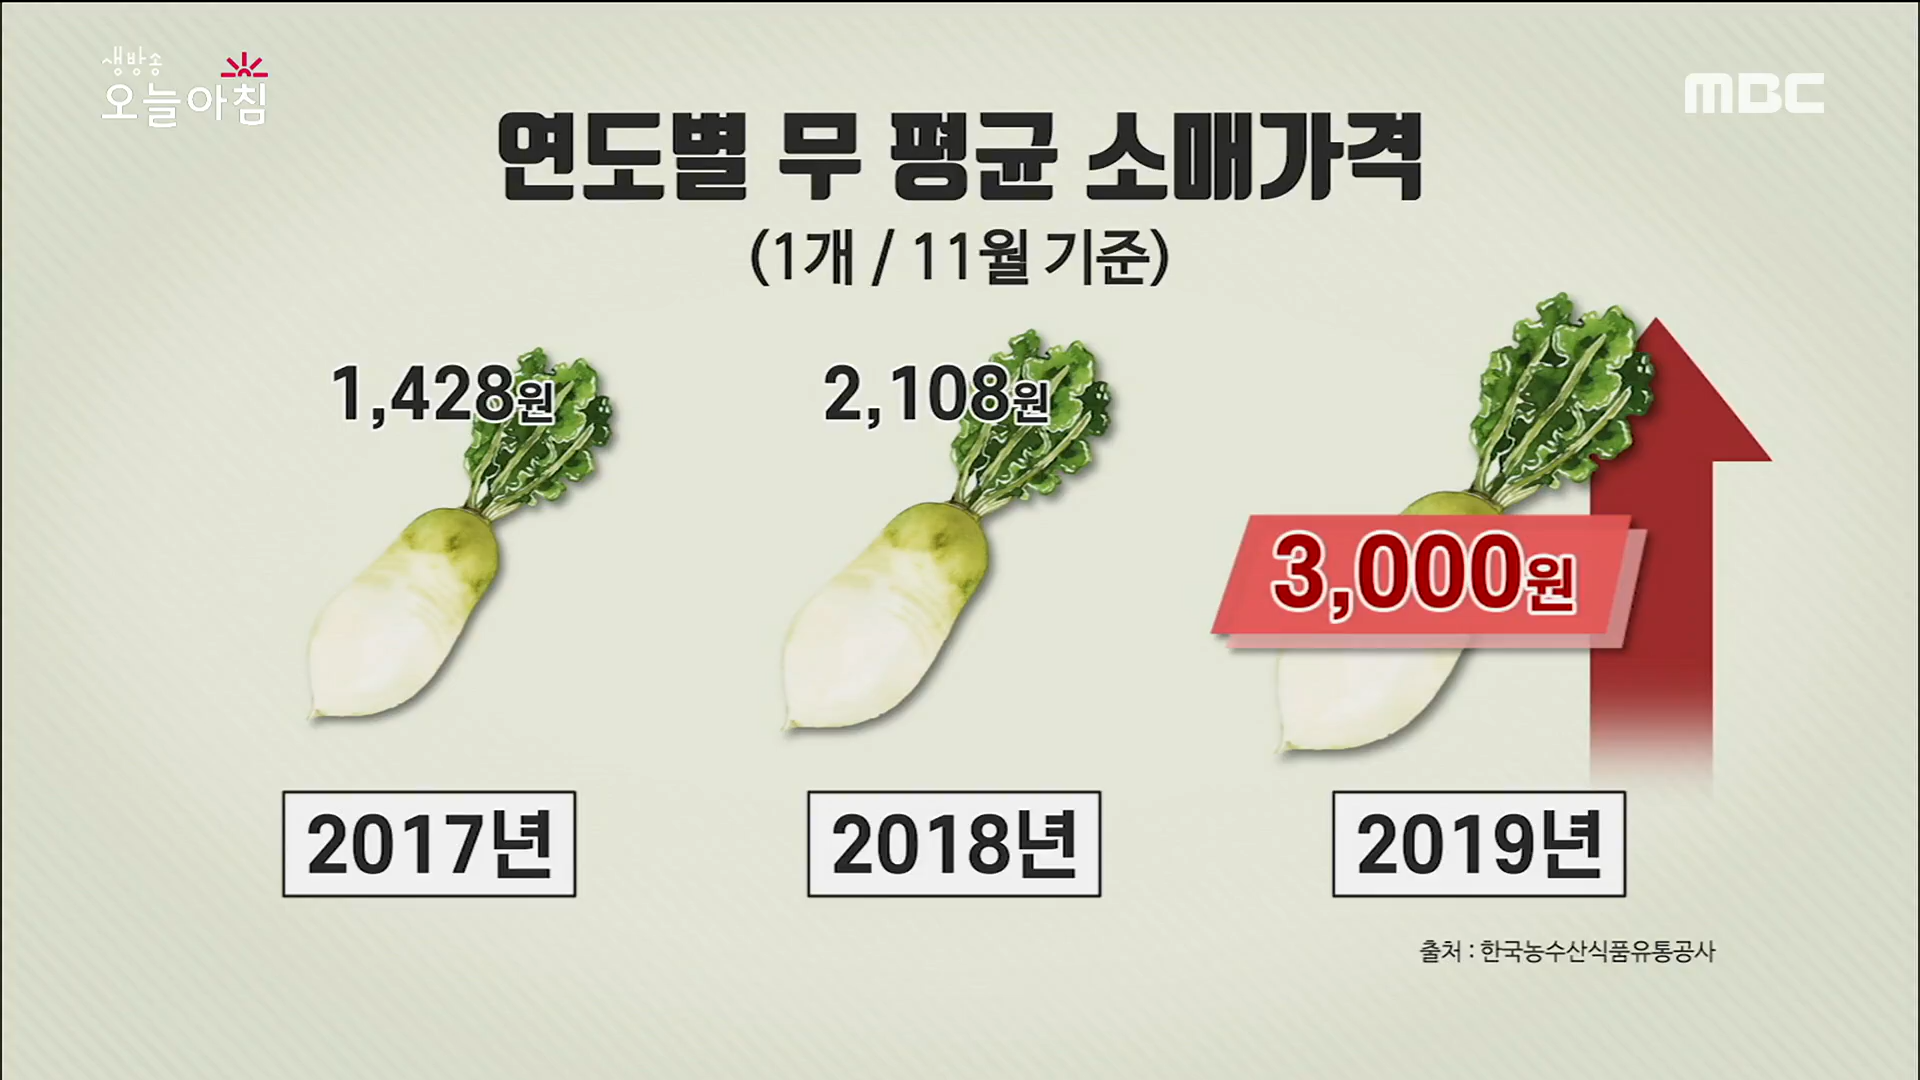 생방송
오늘아침
MBC
연도별 무 평균 소매가격
(1개 / 11월 기준)
1,428원
2,108원
3,000원
2017년
2018년
2019년
출처 : 한국농수산식품유통공사